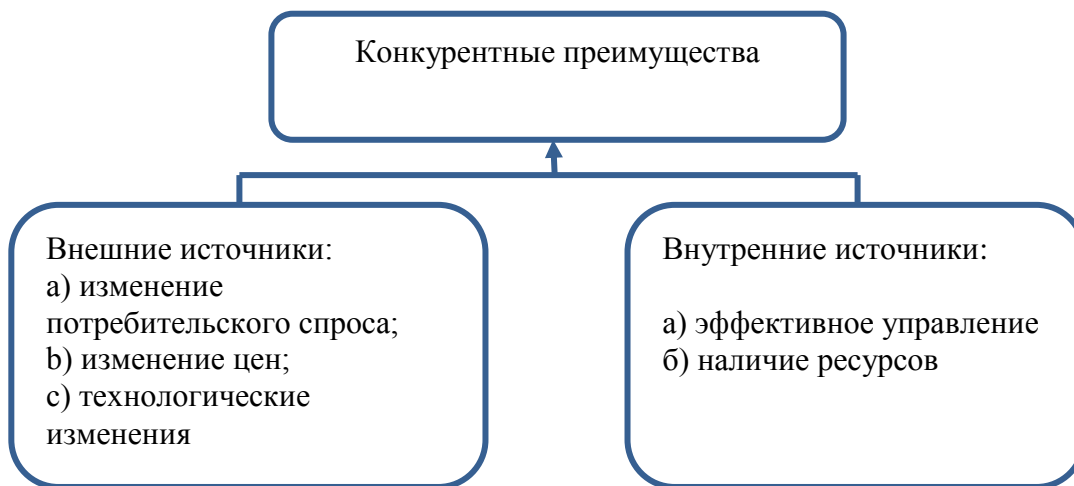 Конкурентные преимущества
Внешние источники:
а) изменение
потребительского спроса;
b) изменение цен;
с) технологические
изменения
Внутренние источники:
а) эффективное управление
б) наличие ресурсов